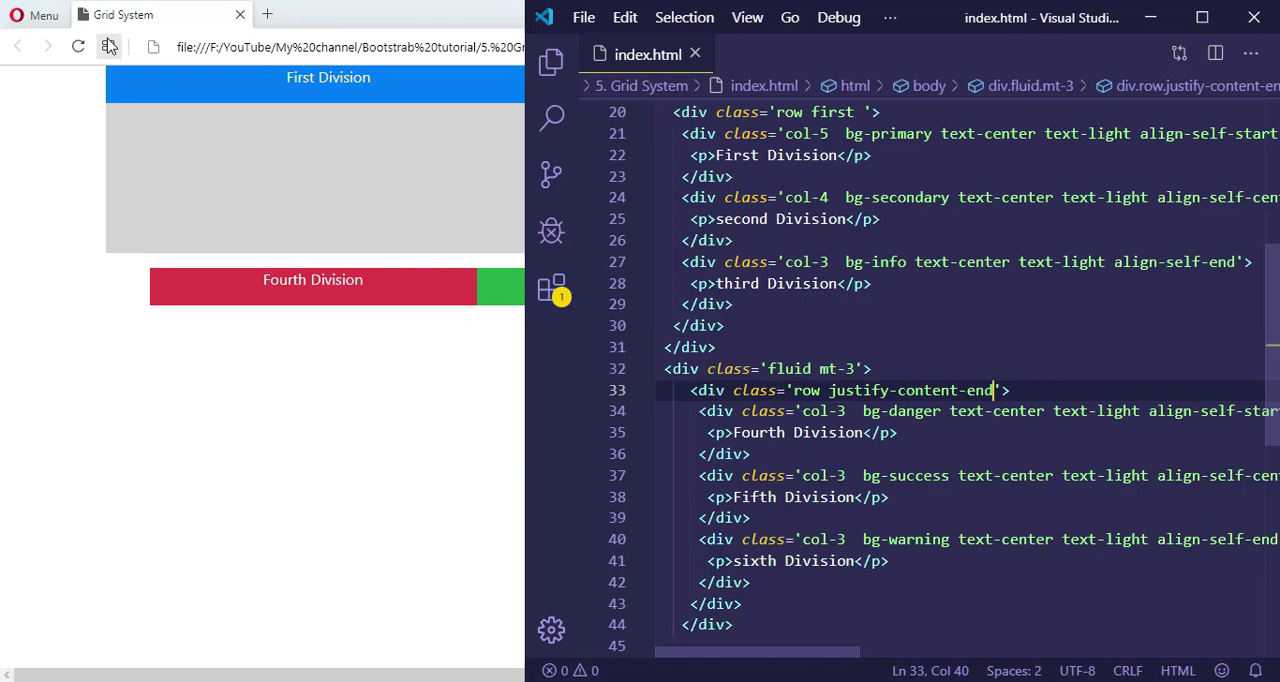 Menu
Grid System
file:///F:/YouTube/My%20channel/Bootstrab%20tutorial/5.%20Gr
First Division
Fourth Division
File Edit Selection View Go Debug ··· index.html - Visual Studi...
index.html
5. Grid System > index.html > html > body > div.fluid.mt-3 > div.row.justify-content-en
20 <div class='row first '>
21 <div class='col-5  bg-primary text-center text-light align-self-start
22 <p>First Division</p>
23 </div>
24 <div class='col-4  bg-secondary text-center text-light align-self-cen
25 <p>second Division</p>
26 </div>
27 <div class='col-3  bg-info text-center text-light align-self-end'>
28 <p>third Division</p>
29 </div>
30 </div>
31 </div>
32 <div class='fluid mt-3'>
33 <div class='row justify-content-end'>
34 <div class='col-3  bg-danger text-center text-light align-self-star
35 <p>Fourth Division</p>
36 </div>
37 <div class='col-3  bg-success text-center text-light align-self-cen
38 <p>Fifth Division</p>
39 </div>
40 <div class='col-3  bg-warning text-center text-light align-self-end
41 <p>sixth Division</p>
42 </div>
43 </div>
44 </div>
45
1
0 0 Ln 33, Col 40 Spaces: 2 UTF-8 CRLF HTML